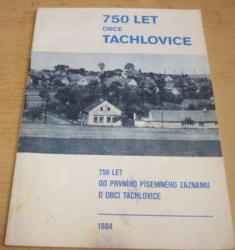 750 LET
OBCE
TACHLOVICE
750 LET
OD PRVNÍHO PÍSEMNÉHO ZÁZNAMU
O OBCI TACHLOVICE
1984